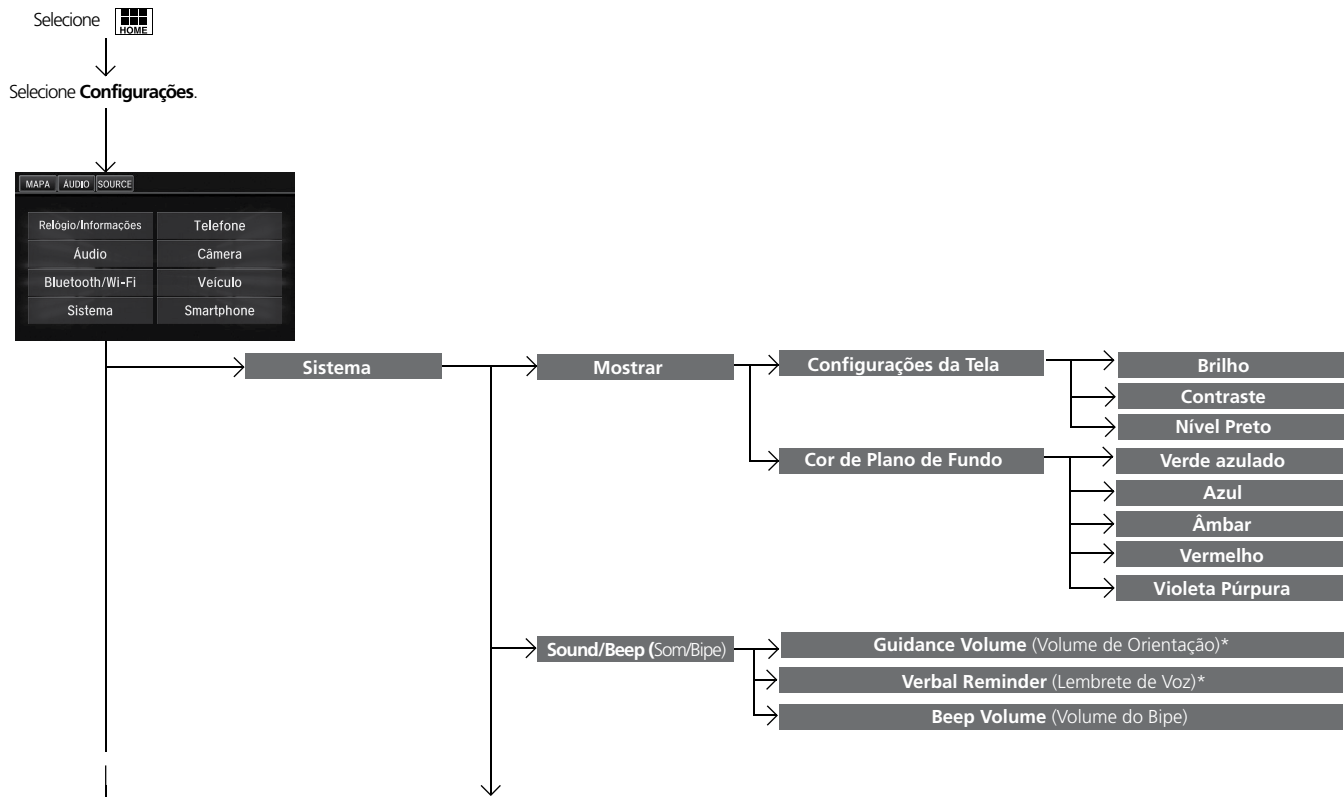 Selecione HOME
Selecione Configurações.
MAPA ÁUDIO SOURCE
Relógio/Informações Telefone
Áudio Câmera
Bluetooth/Wi-Fi Veículo
Sistema Smartphone
Sistema
Mostrar
Configurações da Tela
Brilho
Contraste
Nível Preto
Cor de Plano de Fundo
Verde azulado
Azul
Âmbar
Vermelho
Violeta Púrpura
Sound/Beep (Som/Bipe)
Guidance Volume (Volume de Orientação)*
Verbal Reminder (Lembrete de Voz)*
Beep Volume (Volume do Bipe)